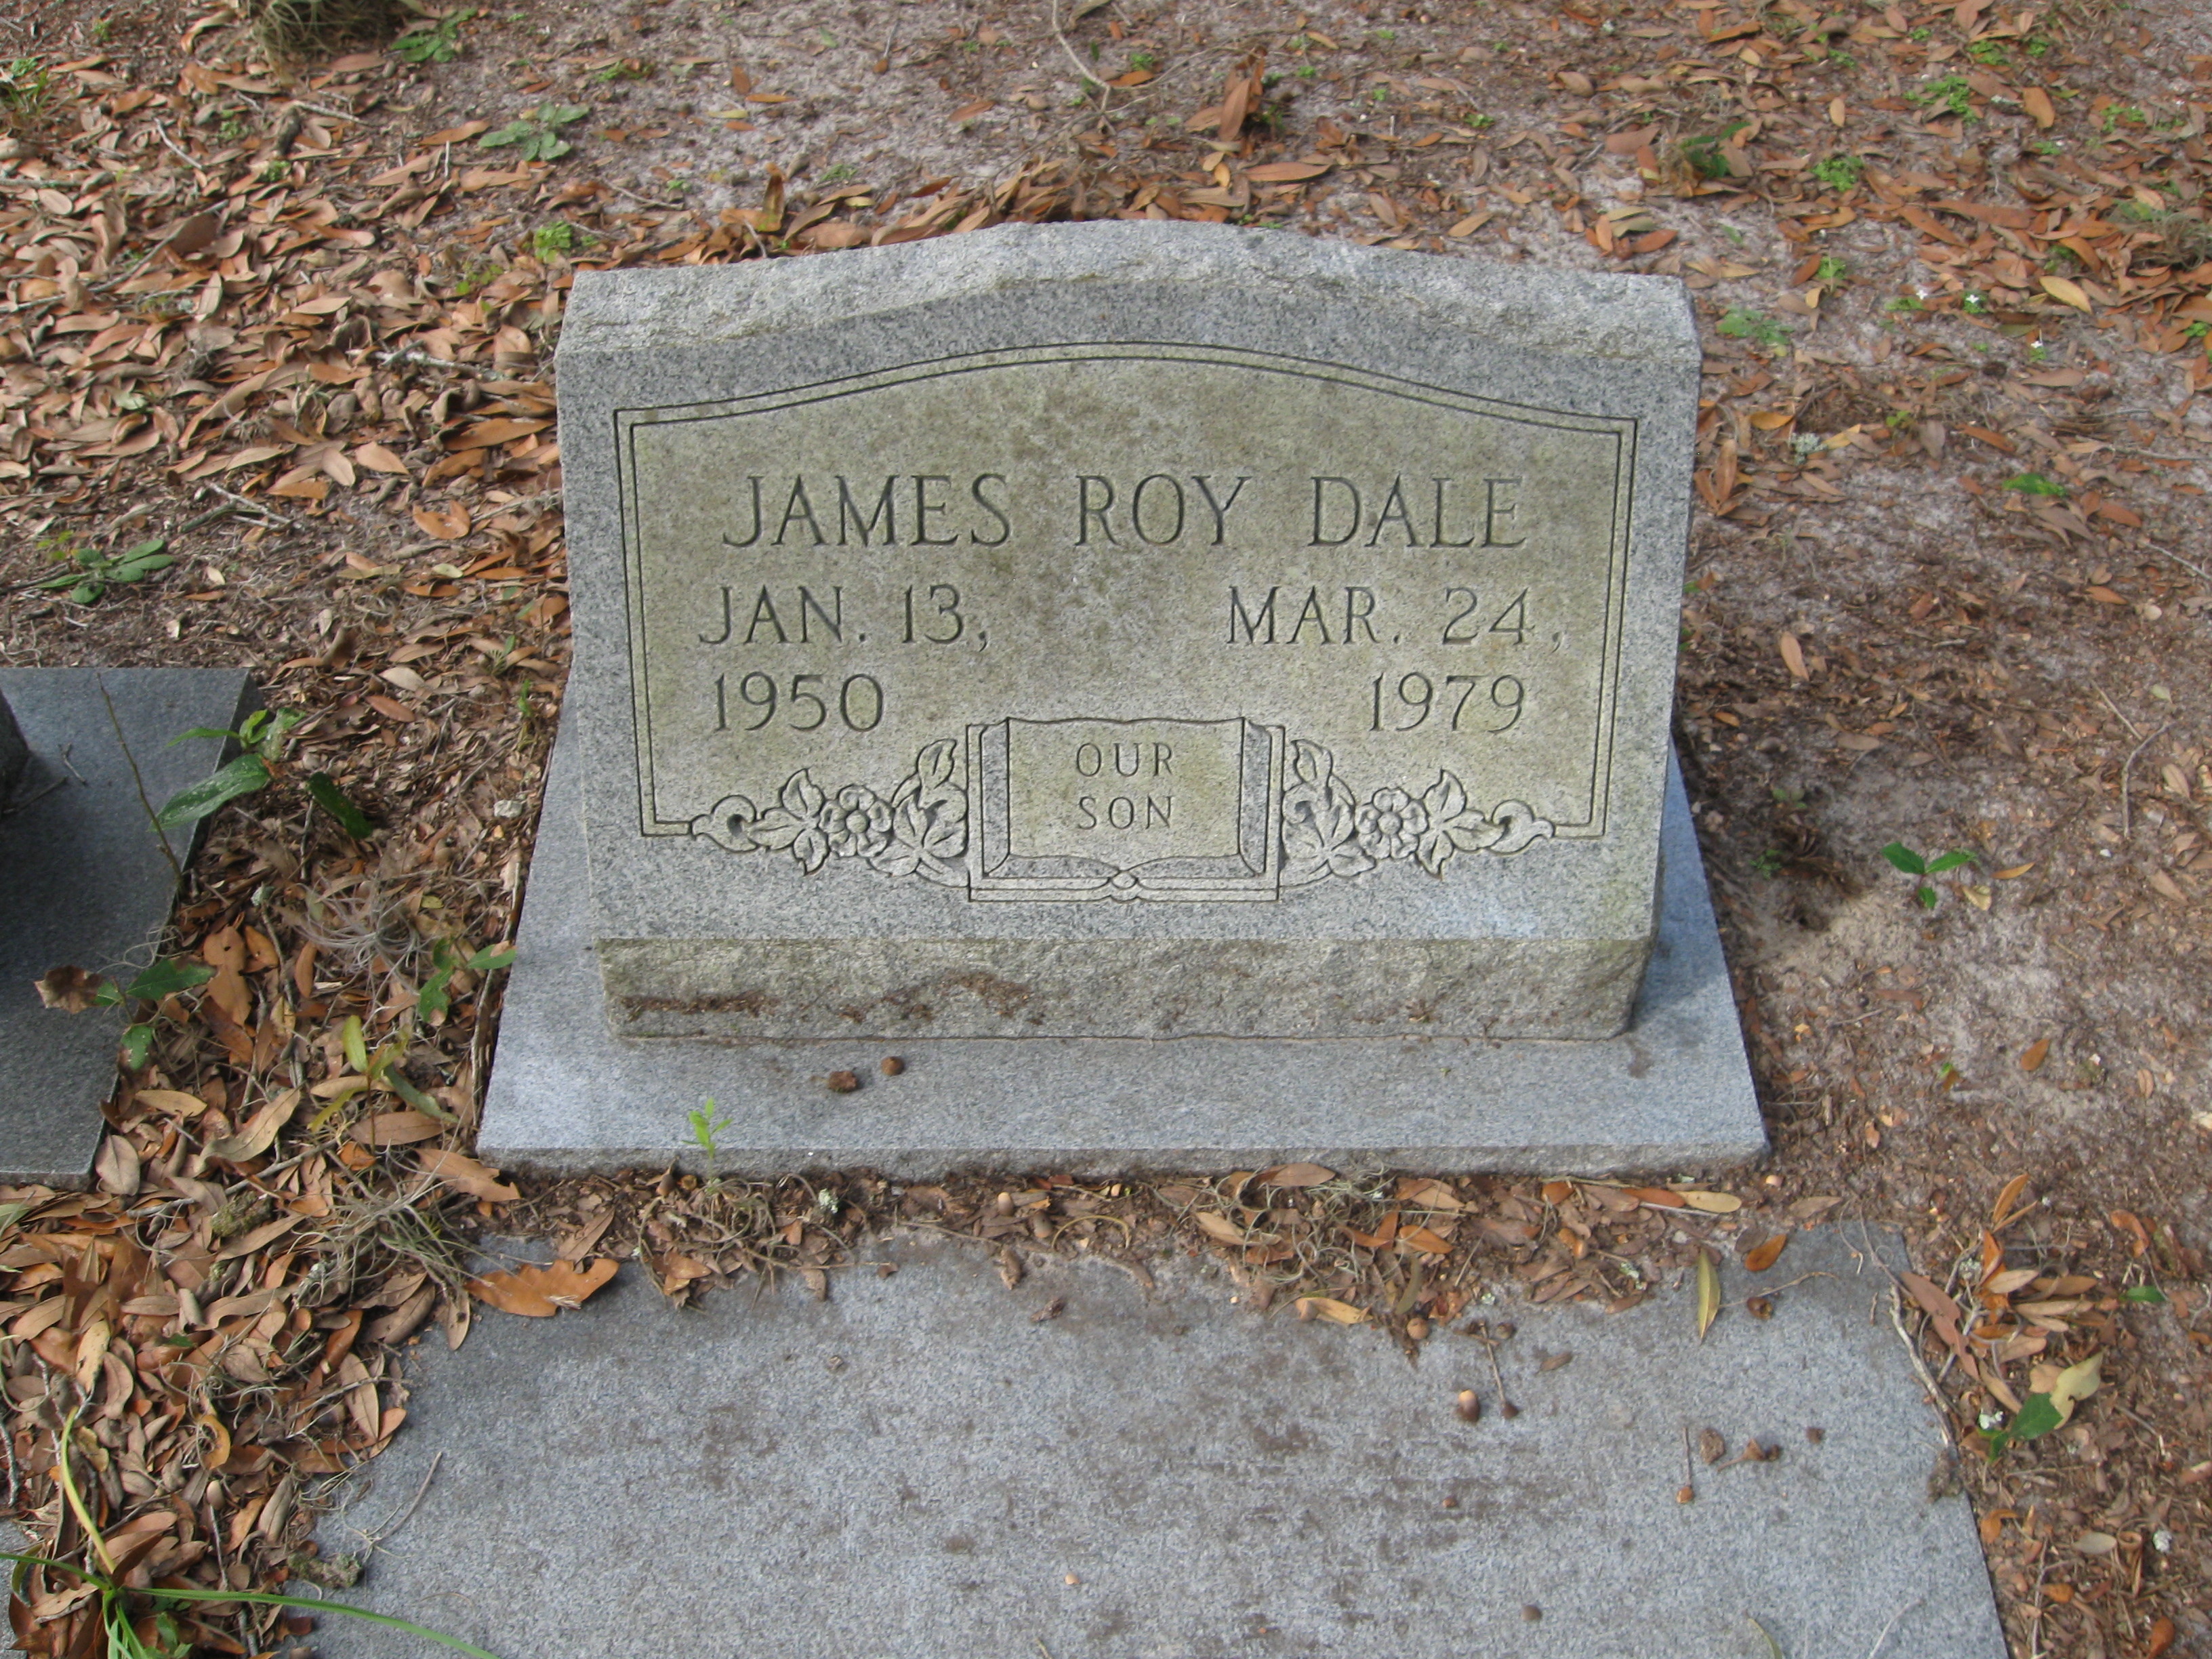 JAMES ROY DALE
JAN. 13, MAR. 24,
1950 1979
OUR
SON